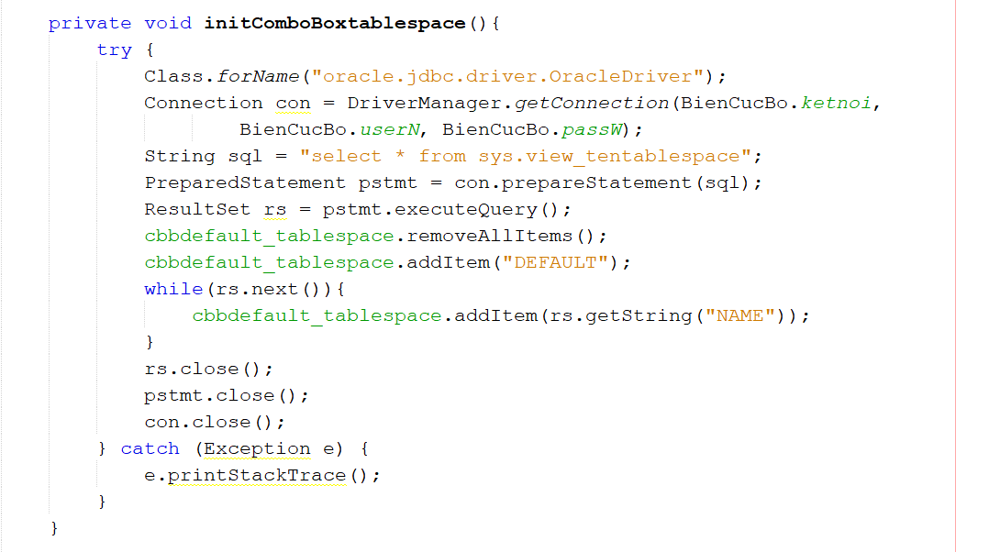 private void initComboBoxtablespace(){
try {
Class.forName("oracle.jdbc.driver.OracleDriver");
Connection con = DriverManager.getConnection(BienCucBo.ketnoi,
BienCucBo.userN, BienCucBo.passW);
String sql = "select * from sys.view_tentablespace";
PreparedStatement pstmt = con.prepareStatement(sql);
ResultSet rs = pstmt.executeQuery();
cbbdefault_tablespace.removeAllItems();
cbbdefault_tablespace.addItem("DEFAULT");
while(rs.next()){
cbbdefault_tablespace.addItem(rs.getString("NAME"));
}
rs.close();
pstmt.close();
con.close();
} catch (Exception e) {
e.printStackTrace();
}
}